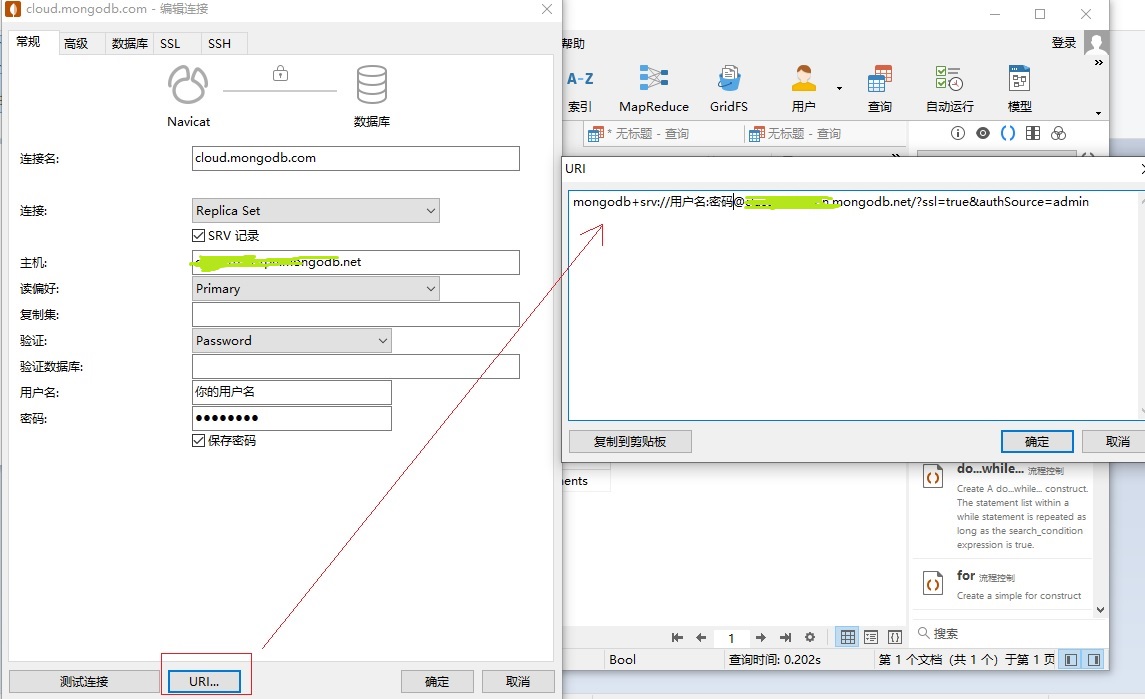 cloud.mongodb.com - 编辑连接
常规 高级 数据库 SSL SSH
Navicat 数据库
连接名: cloud.mongodb.com
连接: Replica Set
SRV 记录
主机: mongodb.net
读偏好: Primary
复制集:
验证: Password
验证数据库:
用户名: 你的用户名
密码: ●●●●●●●●
保存密码
测试连接 URI... 确定 取消
帮助 登录
A-Z
索引 MapReduce GridFS 用户 查询 自动运行 模型
* 无标题 - 查询 无标题 - 查询
URI
mongodb+srv://用户名:密码@ .mongodb.net/?ssl=true&authSource=admin
复制到剪贴板 确定 取消
ents
do...while... 流程控制
Create A do...while... construct.
The statement list within a
while statement is repeated as
long as the search_condition
expression is true.
for 流程控制
Create a simple for construct
1
搜索
Bool 查询时间: 0.202s 第 1 个文档 (共 1 个) 于第 1 页